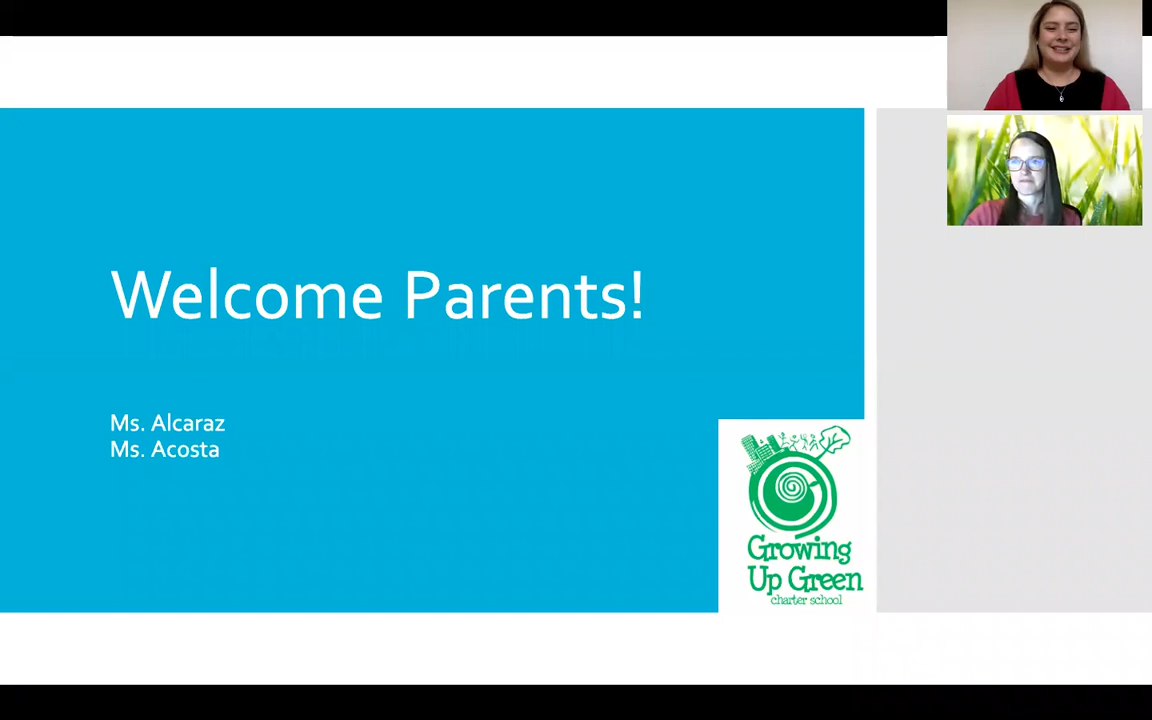 Welcome Parents!
Ms. Alcaraz
Ms. Acosta
Growing
Up Green
charter school